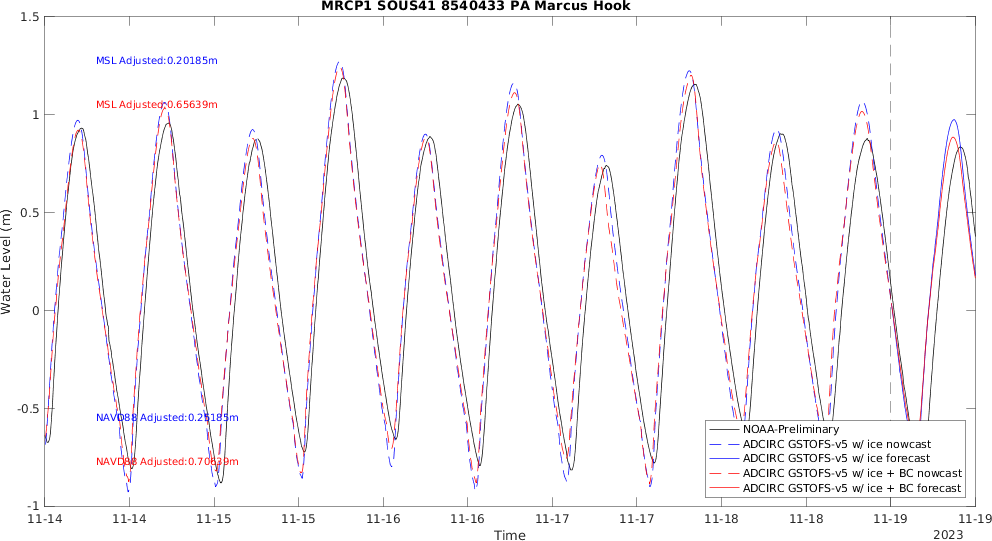 MRCP1 SOUS41 8540433 PA Marcus Hook
1.5
1
0.5
0
-0.5
-1
Water Level (m)
MSL Adjusted:0.20185m
MSL Adjusted:0.65639m
NAVD88 Adjusted:0.25185m
NAVD88 Adjusted:0.70639m
NOAA-Preliminary
ADCIRC GSTOFS-v5 w/ ice nowcast
ADCIRC GSTOFS-v5 w/ ice forecast
ADCIRC GSTOFS-v5 w/ ice + BC nowcast
ADCIRC GSTOFS-v5 w/ ice + BC forecast
11-14 11-14 11-15 11-15 11-16 11-16 11-17 11-17 11-18 11-18 11-19 11-19
Time
2023